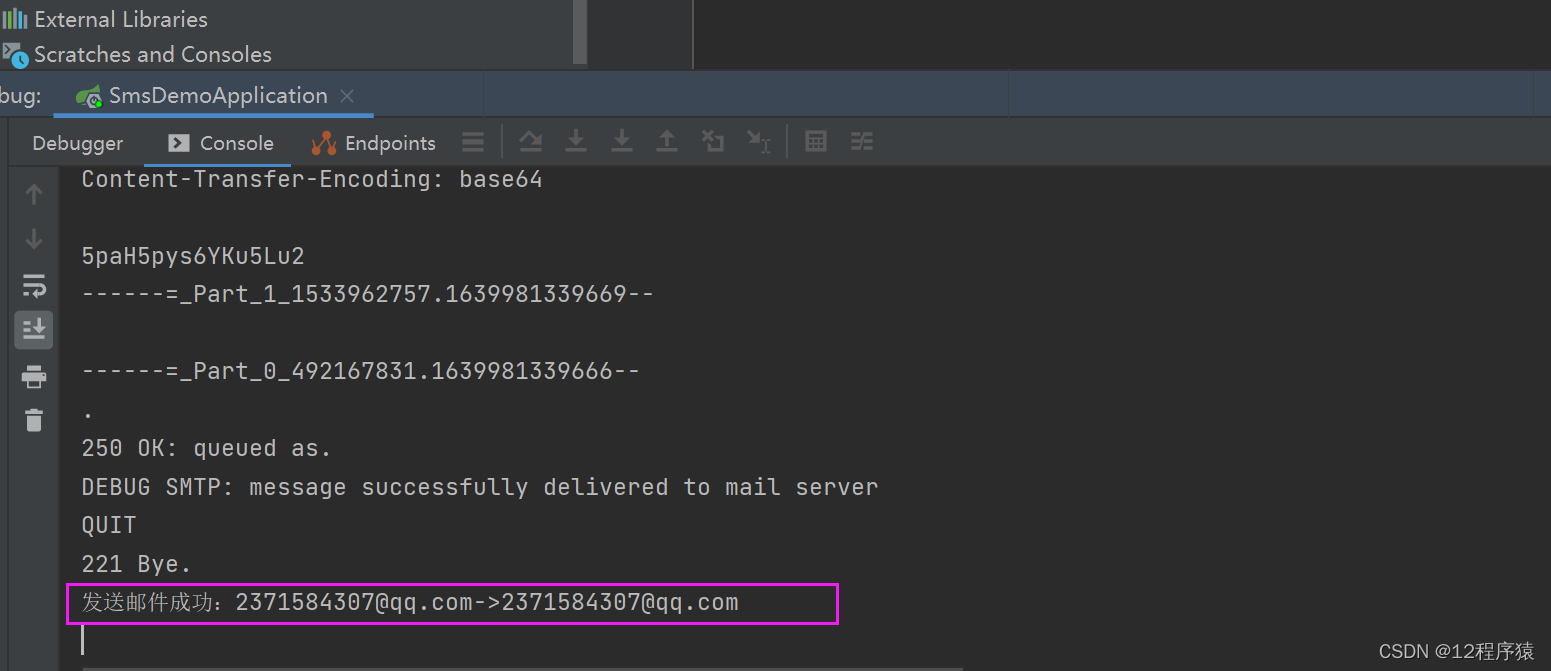 External Libraries
Scratches and Consoles
bug:
SmsDemoApplication
Debugger
Console
Endpoints
Content-Transfer-Encoding: base64
5paH5pys6YKu5Lu2
------=_Part_1_1533962757.1639981339669--
------=_Part_0_492167831.1639981339666--
.
250 OK: queued as.
DEBUG SMTP: message successfully delivered to mail server
QUIT
221 Bye.
发送邮件成功：2371584307@qq.com->2371584307@qq.com
CSDN @12程序猿